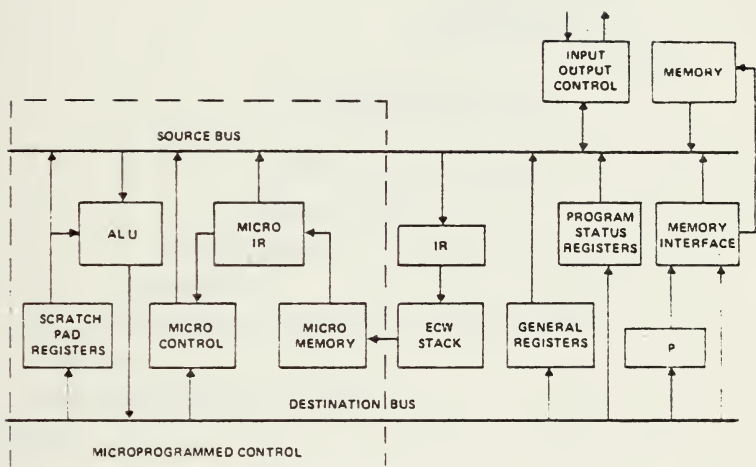 INPUT
OUTPUT
CONTROL
MEMORY
SOURCE BUS
ALU
MICRO
IR
IR
PROGRAM
STATUS
REGISTERS
MEMORY
INTERFACE
SCRATCH
PAD
REGISTERS
MICRO
CONTROL
MICRO
MEMORY
ECW
STACK
GENERAL
REGISTERS
P
DESTINATION BUS
MICROPROGRAMMED CONTROL